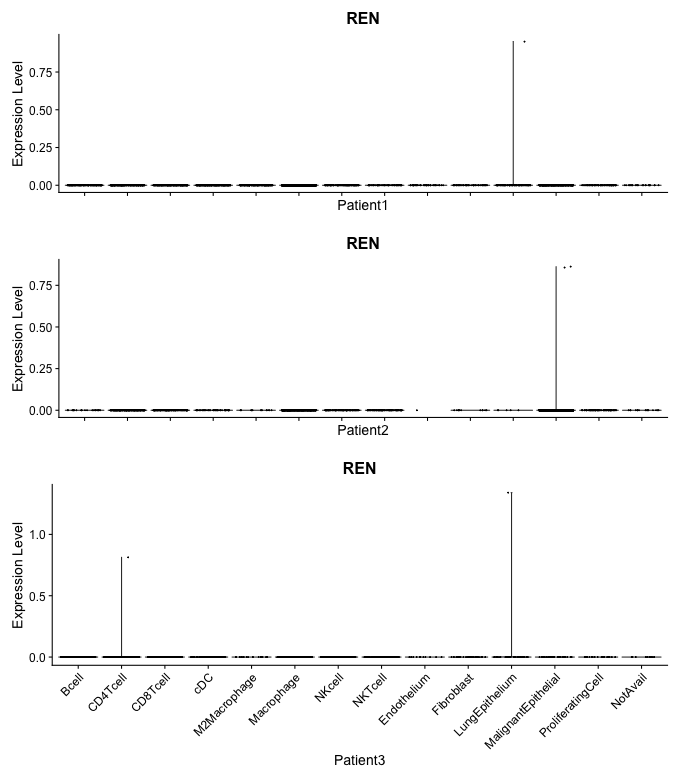 REN
Expression Level
0.75
0.50
0.25
0.00
Patient1
REN
Expression Level
0.75
0.50
0.25
0.00
Patient2
REN
Expression Level
1.0
0.5
0.0
Bcell
CD4Tcell
CD8Tcell
cDC
M2Macrophage
Macrophage
NKcell
NKTcell
Endothelium
Fibroblast
LungEpithelium
MalignantEpithelial
ProliferatingCell
NotAvail
Patient3